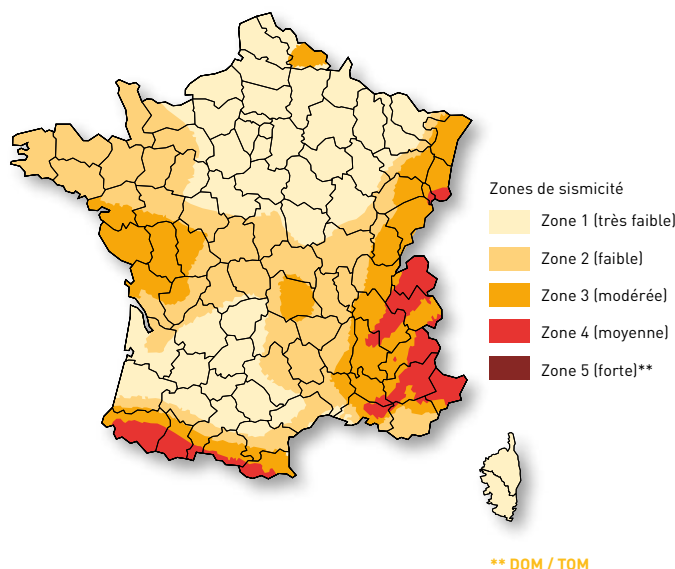 Zones de sismicité
Zone 1 (très faible)
Zone 2 (faible)
Zone 3 (modérée)
Zone 4 (moyenne)
Zone 5 (forte)**
** DOM / TOM